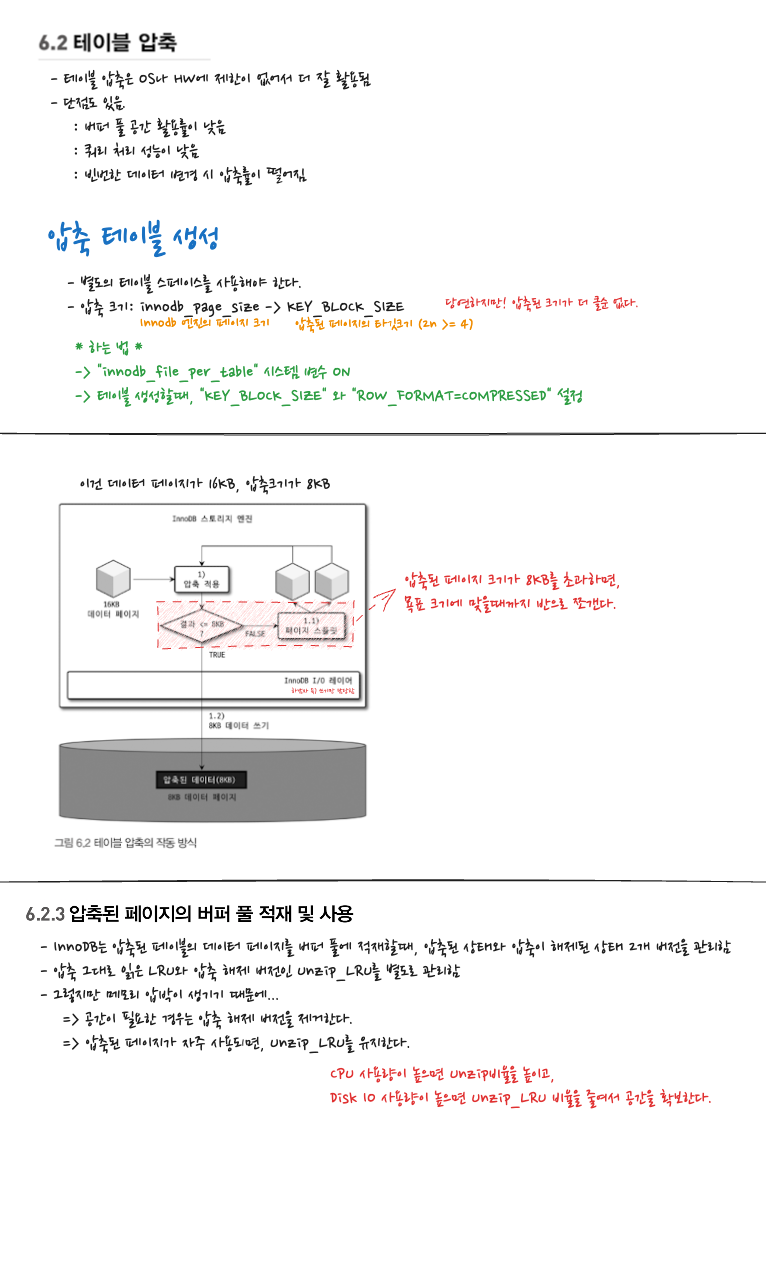 6.2 테이블 압축
- 테이블 압축은 OS나 HW에 제한이 없어서 더 잘 활용됨
- 단점도 있음.
: 버퍼 풀 공간 활용률이 낮음
: 쿼리 처리 성능이 낮음
: 빈번한 데이터 변경 시 압축률이 떨어짐
압축 테이블 생성
- 별도의 테이블 스페이스를 사용해야 한다.
- 압축 크기: innodb_page_size -> KEY_BLOCK_SIZE
당연하지만! 압축된 크기가 더 클순 없다.
innodb 엔진의 페이지 크기
압축된 페이지의 타깃크기 (2n >= 4)
* 하는 법 *
-> "innodb_file_per_table" 시스템 변수 ON
-> 테이블 생성할때, "KEY_BLOCK_SIZE" 와 "ROW_FORMAT=COMPRESSED" 설정
이건 데이터 페이지가 16KB, 압축크기가 8KB
InnoDB 스토리지 엔진
1)
압축 적용
16KB
데이터 페이지
결과 <= 8KB
?
FALSE
1.1)
페이지 스플릿
TRUE
압축된 페이지 크기가 8KB를 초과하면,
목표 크기에 맞을때까지 반으로 쪼갠다.
InnoDB I/O 레이어
1.2)
8KB 데이터 쓰기
압축된 데이터(8KB)
8KB 데이터 페이지
그림 6.2 테이블 압축의 작동 방식
6.2.3 압축된 페이지의 버퍼 풀 적재 및 사용
- InnoDB는 압축된 페이블의 데이터 페이지를 버퍼 풀에 적재할때, 압축된 상태와 압축이 해제된 상태 2개 버전을 관리함
- 압축 그대로 읽은 LRU와 압축 해제 버전인 Unzip_LRU를 별도로 관리함
- 그렇지만 메모리 압박이 생기기 때문에...
=> 공간이 필요한 경우는 압축 해제 버전을 제거한다.
=> 압축된 페이지가 자주 사용되면, Unzip_LRU를 유지한다.
CPU 사용량이 높으면 Unzip비율을 높이고,
Disk IO 사용량이 높으면 Unzip_LRU 비율을 줄여서 공간을 확보한다.